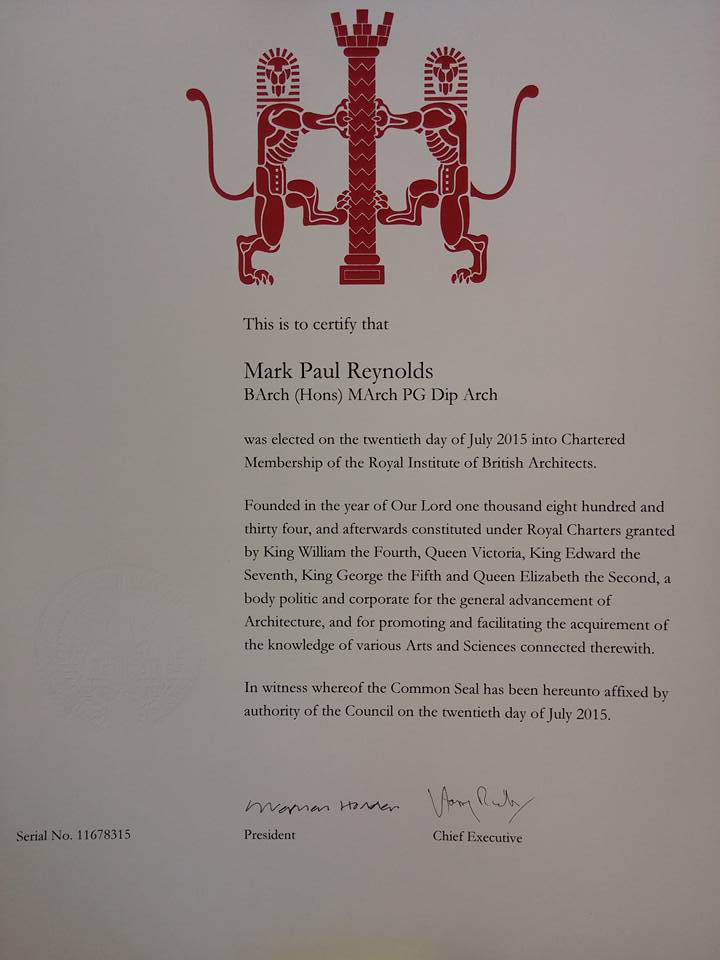 This is to certify that
Mark Paul Reynolds
BArch (Hons) MArch PG Dip Arch
was elected on the twentieth day of July 2015 into Chartered
Membership of the Royal Institute of British Architects.
Founded in the year of Our Lord one thousand eight hundred and
thirty four, and afterwards constituted under Royal Charters granted
by King William the Fourth, Queen Victoria, King Edward the
Seventh, King George the Fifth and Queen Elizabeth the Second, a
body politic and corporate for the general advancement of
Architecture, and for promoting and facilitating the acquirement of
the knowledge of various Arts and Sciences connected therewith.
In witness whereof the Common Seal has been hereunto affixed by
authority of the Council on the twentieth day of July 2015.
Serial No. 11678315
President
Chief Executive